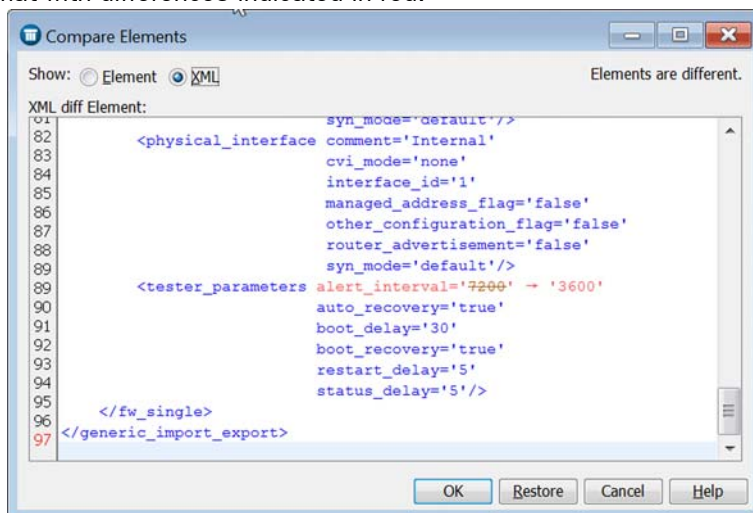 Compare Elements
Show: Element XML Elements are different.
XML diff Element:
81 syn_mode='default'/>
82 <physical_interface comment='Internal'
83 cvi_mode='none'
84 interface_id='1'
85 managed_address_flag='false'
86 other_configuration_flag='false'
87 router_advertisement='false'
88 syn_mode='default'/>
89 <tester_parameters alert_interval='7200' → '3600'
89 auto_recovery='true'
90 boot_delay='30'
91 boot_recovery='true'
92 restart_delay='5'
93 status_delay='5'/>
94 </fw_single>
95 </generic_import_export>
96
97
OK Restore Cancel Help